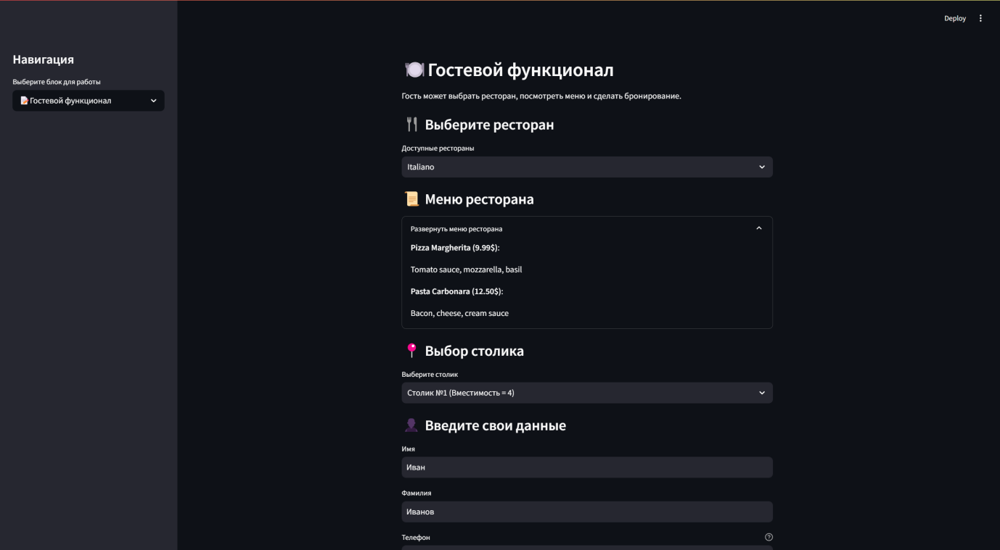 Deploy
Навигация
Выберите блок для работы
Гостевой функционал
Гостевой функционал
Гость может выбрать ресторан, посмотреть меню и сделать бронирование.
Выберите ресторан
Доступные рестораны
Italiano
Меню ресторана
Развернуть меню ресторана
Pizza Margherita (9.99$):
Tomato sauce, mozzarella, basil
Pasta Carbonara (12.50$):
Bacon, cheese, cream sauce
Выбор столика
Выберите столик
Столик №1 (Вместимость = 4)
Введите свои данные
Имя
Иван
Фамилия
Иванов
Телефон